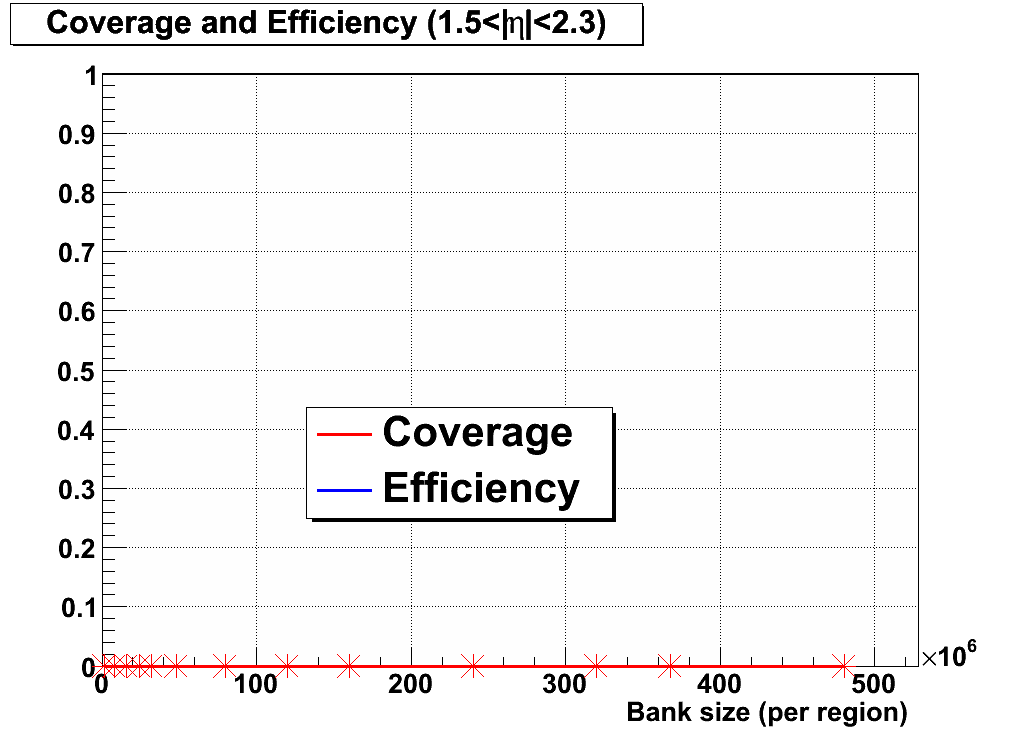 Coverage and Efficiency (1.5<|η|<2.3)
1
0.9
0.8
0.7
0.6
0.5
0.4
0.3
0.2
0.1
0
Coverage
Efficiency
0 100 200 300 400 500
×10⁶
Bank size (per region)